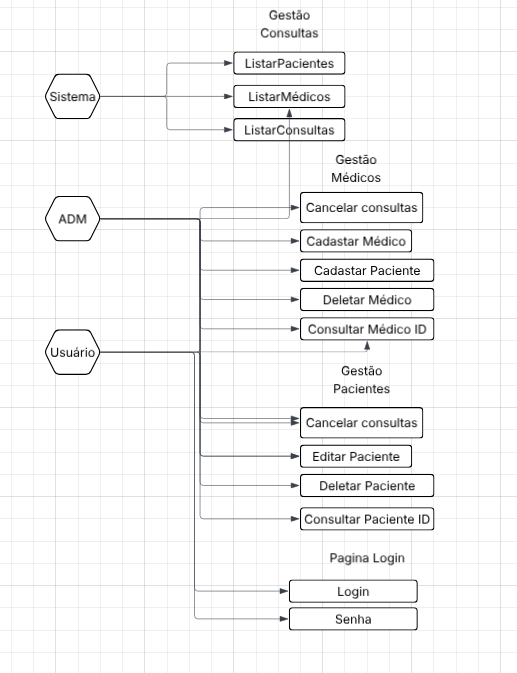 Gestão
Consultas
ListarPacientes
Sistema
ListarMédicos
ListarConsultas
Gestão
Médicos
Cancelar consultas
ADM
Cadastar Médico
Cadastar Paciente
Deletar Médico
Consultar Médico ID
Usuário
Gestão
Pacientes
Cancelar consultas
Editar Paciente
Deletar Paciente
Consultar Paciente ID
Pagina Login
Login
Senha